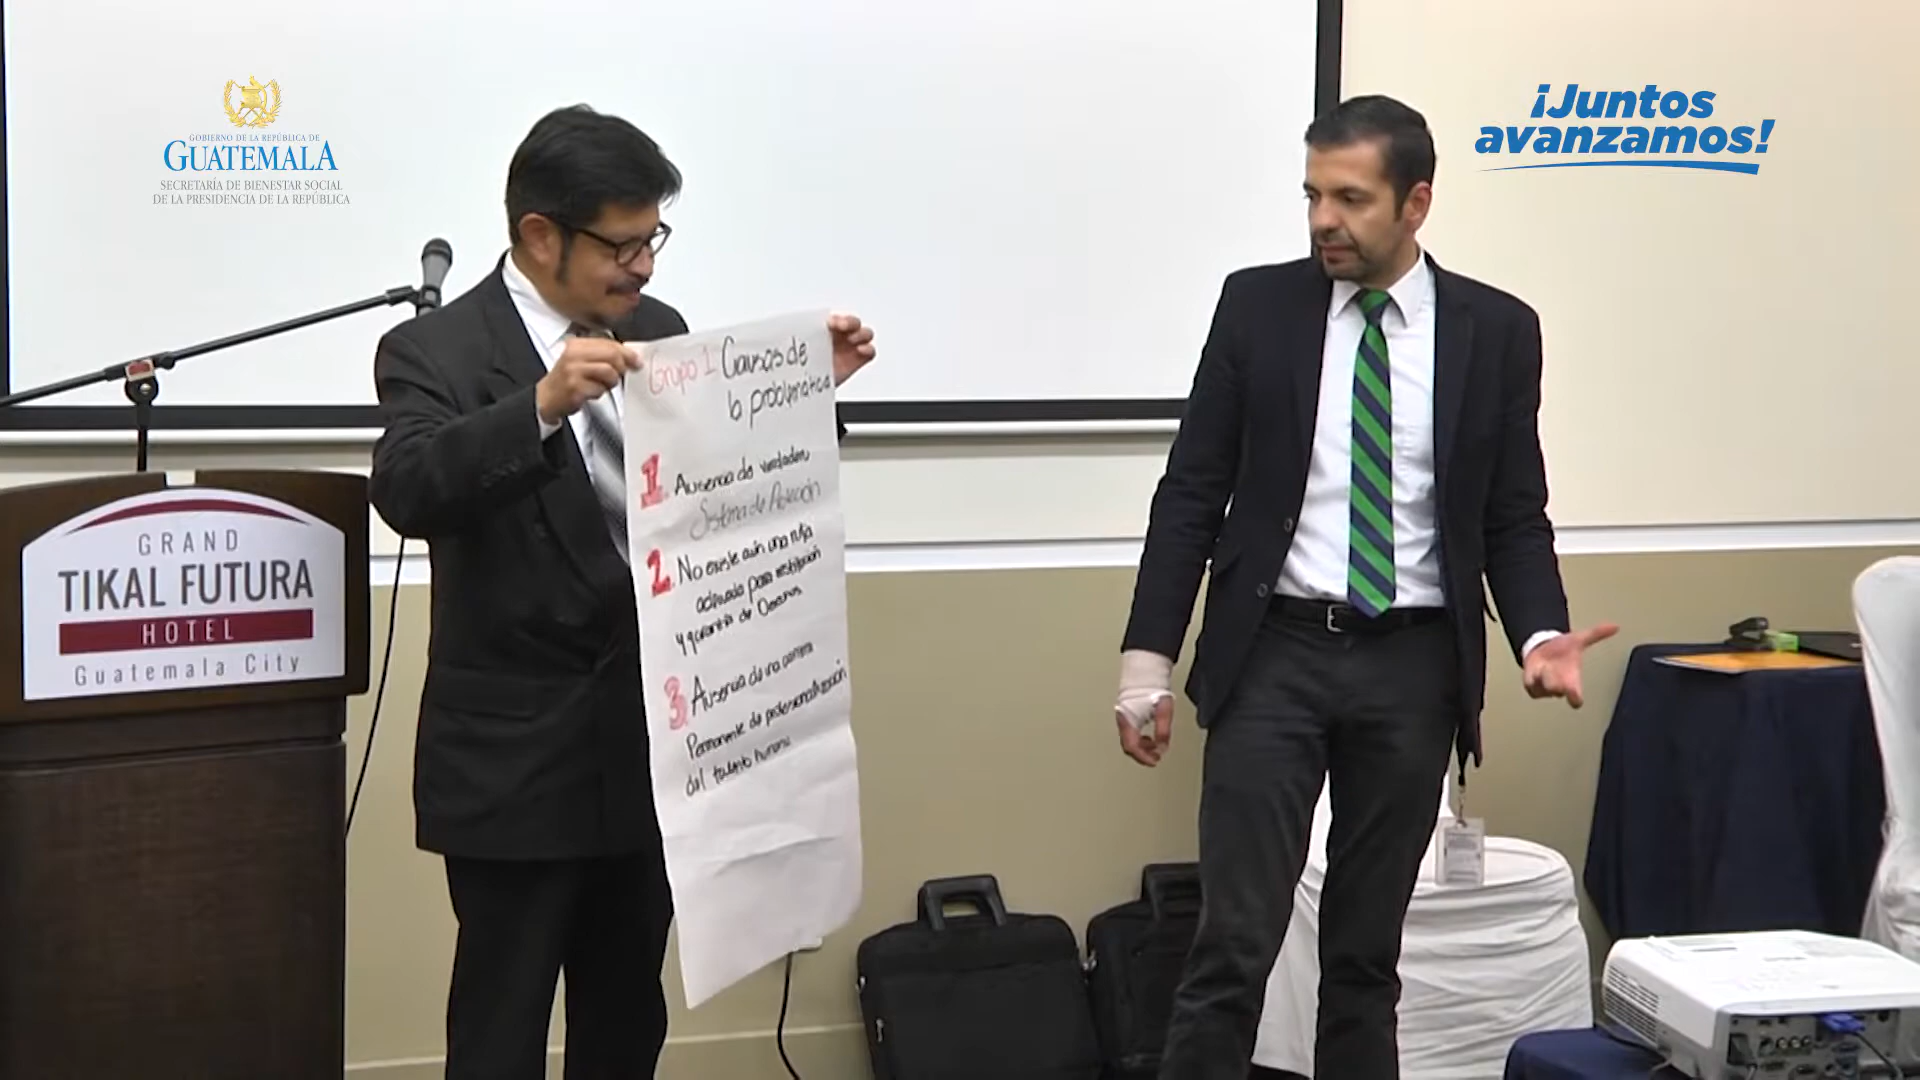 GOBIERNO DE LA REPÚBLICA DE
GUATEMALA
SECRETARÍA DE BIENESTAR SOCIAL
DE LA PRESIDENCIA DE LA REPÚBLICA
¡Juntos
avanzamos!
Grupo 1: Causas de
la problemática
1. Ausencia de verdadero
Sistema de Protección
2. No existe aún una ruta
adecuada para restitución
y garantía de Derechos
3. Ausencia de una carrera
Permanente de profesionalización
del talento humano
GRAND
TIKAL FUTURA
HOTEL
Guatemala City